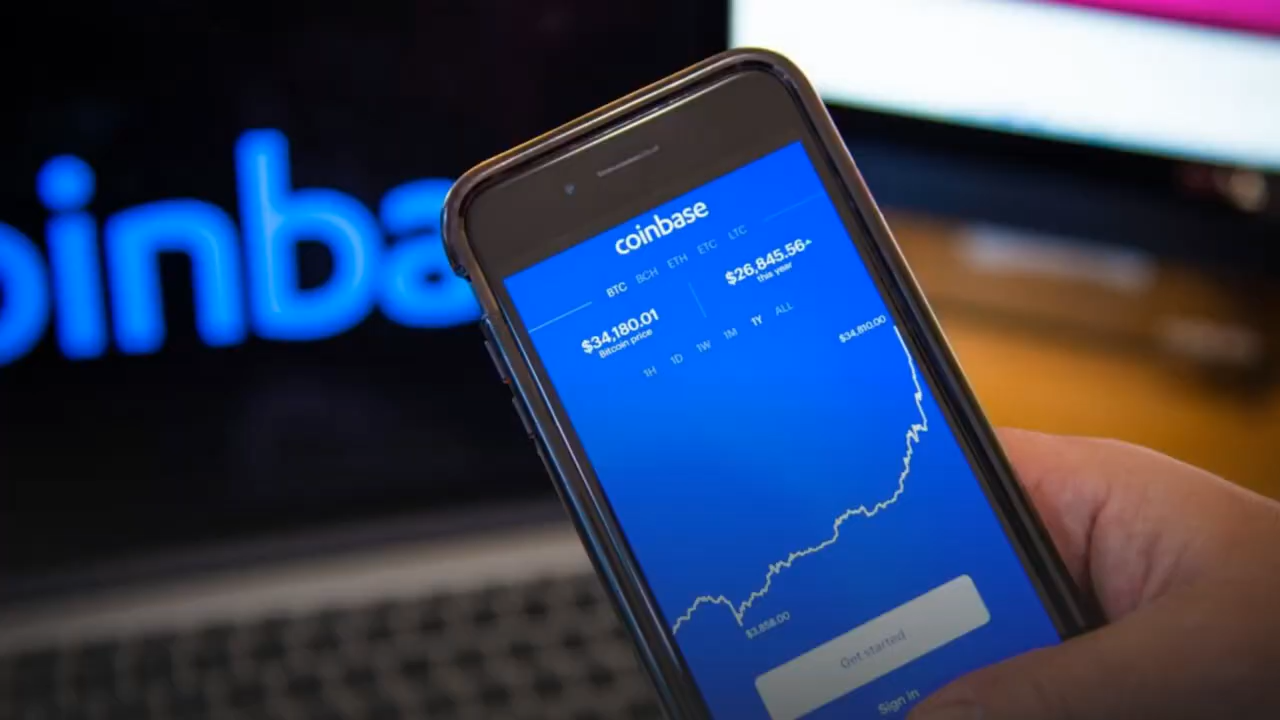 oinba
coinbase
BTC BCH ETH ETC LTC
$34,180.01
Bitcoin price
$26,845.56
this year
1H 1D 1W 1M 1Y ALL
$34,810.00
$3,858.00
Get started
Sign in